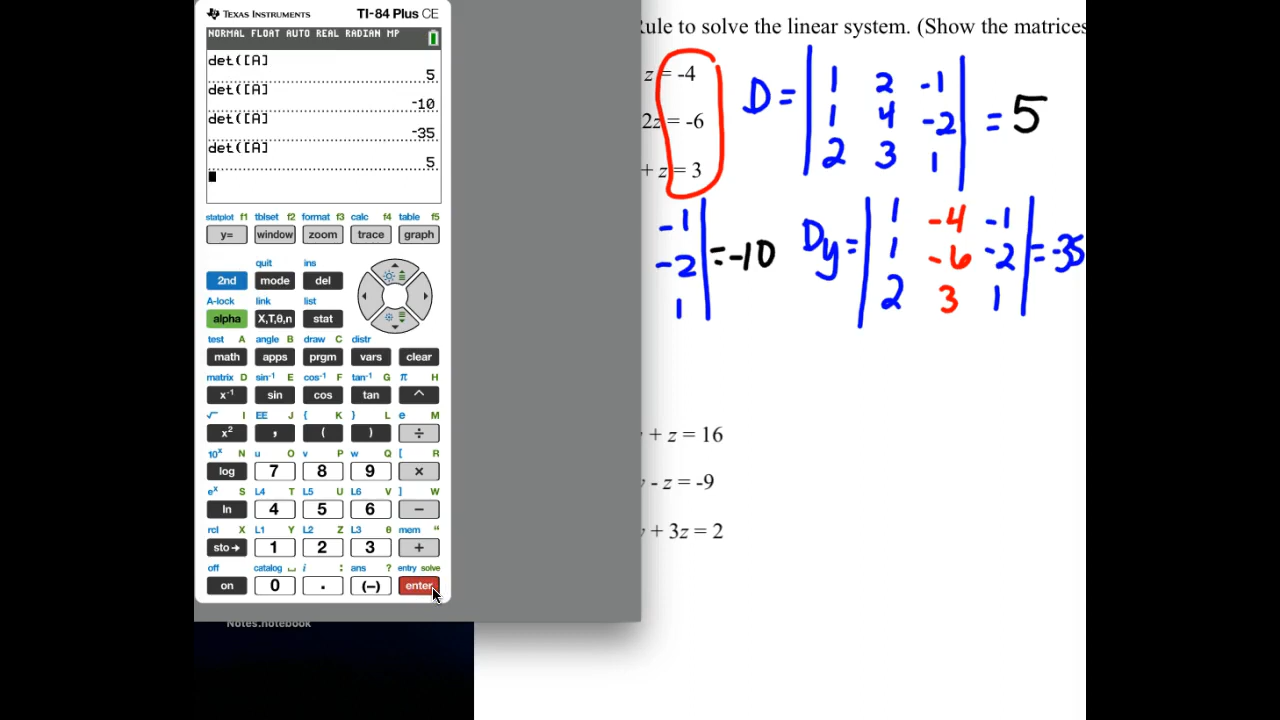 TEXAS INSTRUMENTS TI-84 Plus CE
NORMAL FLOAT AUTO REAL RADIAN MP
det([A]
5
det([A]
-10
det([A]
-35
det([A]
5
statplot f1 tblset f2 format f3 calc f4 table f5
y= window zoom trace graph
quit ins
2nd mode del
A-lock link list
alpha X,T,θ,n stat
test A angle B draw C distr
math apps prgm vars clear
matrix D sin⁻¹ E cos⁻¹ F tan⁻¹ G π H
x⁻¹ sin cos tan ^
√ I EE J { K } L e M
x² , ( ) ÷
10ˣ N u O v P w Q [ R
log 7 8 9 ×
eˣ S L4 T L5 U L6 V ] W
ln 4 5 6 −
rcl X L1 Y L2 Z L3 θ mem "
sto→ 1 2 3 +
off catalog ⎵ i : ans ? entry solve
on 0 . (−) enter
Notes.notebook
Rule to solve the linear system. (Show the matrices
z = -4
2z = -6
+ z = 3
D = | 1 2 -1 |
| 1 4 -2 | = 5
| 2 3 1 |
-1 |
-2 | = -10
1 |
Dy = | 1 -4 -1 |
| 1 -6 -2 | = -35
| 2 3 1 |
+ z = 16
- z = -9
+ 3z = 2